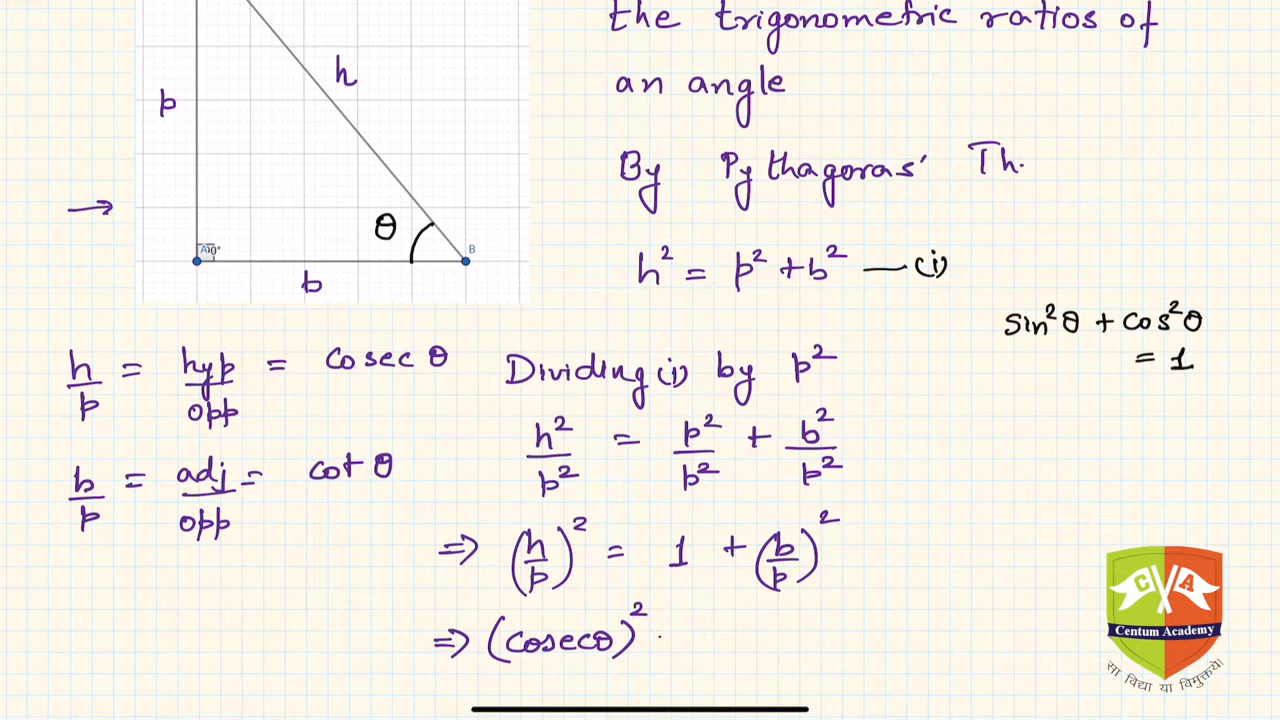 the trigonometric ratios of
an angle
By Pythagoras' Th.
h² = p² + b² — (i)
sin²θ + cos²θ
= 1
h
p
θ
b
A
90°
B
h/p = hyp/opp = cosec θ
b/p = adj/opp = cot θ
Dividing (i) by p²
h²/p² = p²/p² + b²/p²
⇒ (h/p)² = 1 + (b/p)²
⇒ (cosecθ)²
C A
Centum Academy
सा विद्या या विमुक्तये।